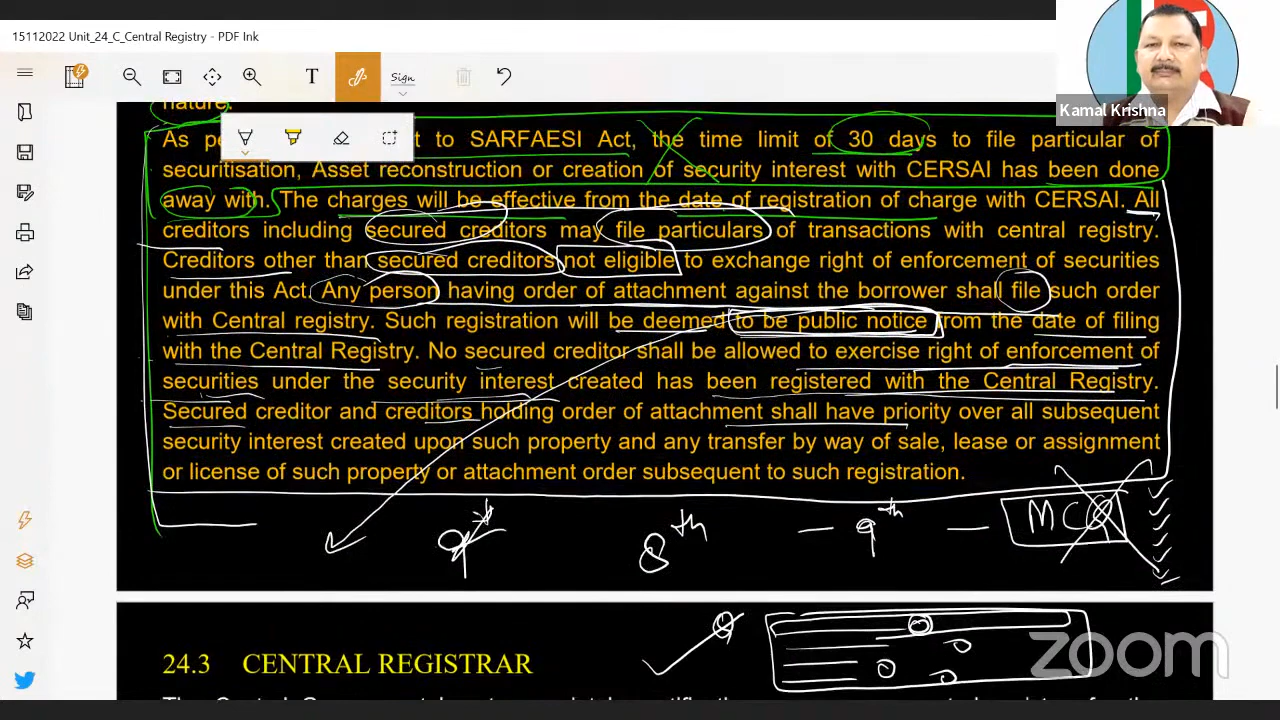 15112022 Unit_24_C_Central Registry - PDF Ink
Kamal Krishna
T
Sign
nature.
As pe
t to SARFAESI Act, the time limit of 30 days to file particular of
securitisation, Asset reconstruction or creation of security interest with CERSAI has been done
away with. The charges will be effective from the date of registration of charge with CERSAI. All
creditors including secured creditors may file particulars of transactions with central registry.
Creditors other than secured creditors not eligible to exchange right of enforcement of securities
under this Act. Any person having order of attachment against the borrower shall file such order
with Central registry. Such registration will be deemed to be public notice from the date of filing
with the Central Registry. No secured creditor shall be allowed to exercise right of enforcement of
securities under the security interest created has been registered with the Central Registry.
Secured creditor and creditors holding order of attachment shall have priority over all subsequent
security interest created upon such property and any transfer by way of sale, lease or assignment
or license of such property or attachment order subsequent to such registration.
8th - 9th - MCQ
24.3 CENTRAL REGISTRAR
zoom